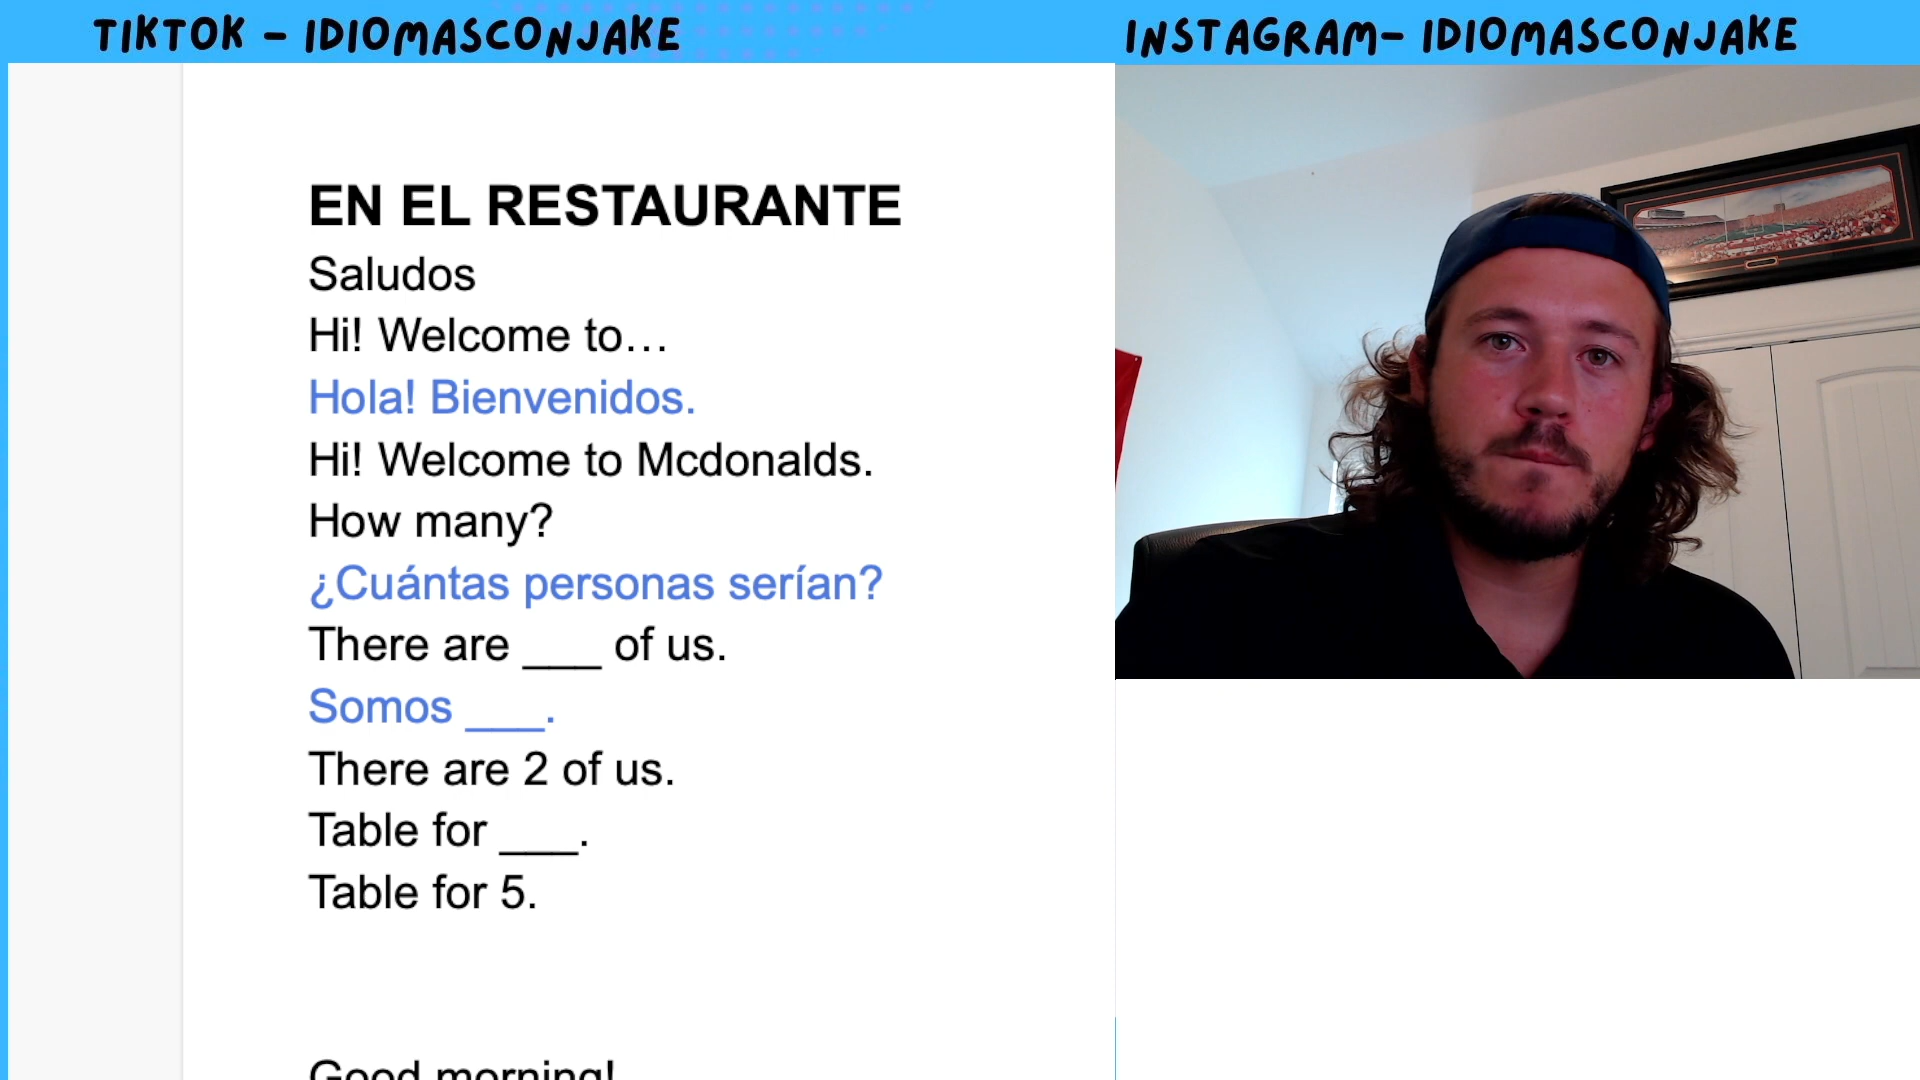 TIKTOK - IDIOMASCONJAKE
INSTAGRAM- IDIOMASCONJAKE
EN EL RESTAURANTE
Saludos
Hi! Welcome to…
Hola! Bienvenidos.
Hi! Welcome to Mcdonalds.
How many?
¿Cuántas personas serían?
There are ___ of us.
Somos ___.
There are 2 of us.
Table for ___.
Table for 5.
Good morning!